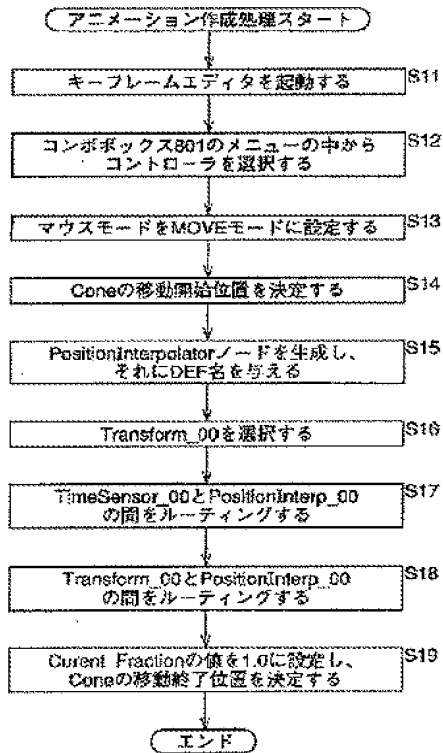 アニメーション作成処理スタート
キーフレームエディタを起動する
S11
コンボボックス801のメニューの中から
コントローラを選択する
S12
マウスモードをMOVEモードに設定する
S13
Coneの移動開始位置を決定する
S14
PositionInterpolatorノードを生成し、
それにDEF名を与える
S15
Transform_00を選択する
S16
TimeSensor_00とPositionInterp_00
の間をルーティングする
S17
Transform_00とPositionInterp_00
の間をルーティングする
S18
Curent_Fractionの値を1.0に設定し、
Coneの移動終了位置を決定する
S19
エンド